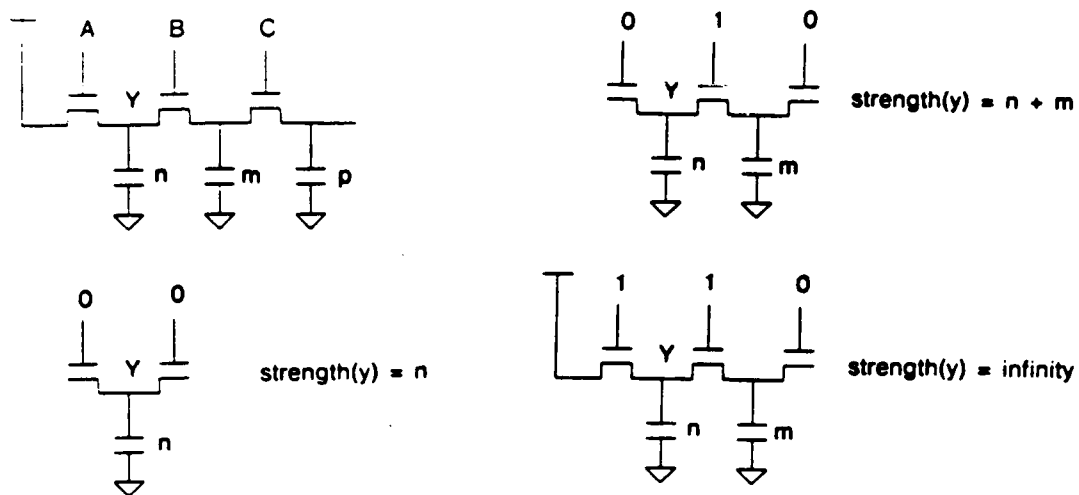 A B C
Y
n m p
0 1 0
Y
n m
strength(y) = n + m
0 0
Y
n
strength(y) = n
1 1 0
Y
n m
strength(y) = infinity